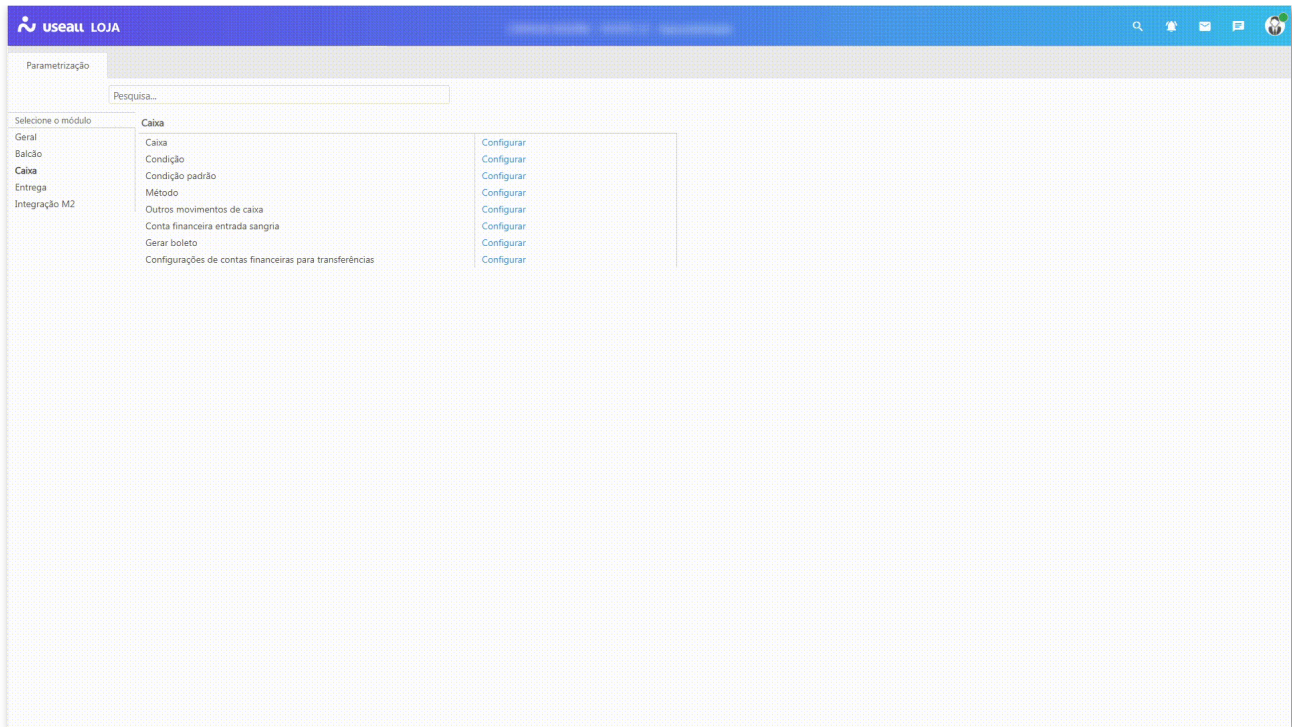 useall LOJA
Parametrização
Pesquisa...
Selecione o módulo
Geral
Balcão
Caixa
Entrega
Integração M2
Caixa
Caixa Configurar
Condição Configurar
Condição padrão Configurar
Método Configurar
Outros movimentos de caixa Configurar
Conta financeira entrada sangria Configurar
Gerar boleto Configurar
Configurações de contas financeiras para transferências Configurar